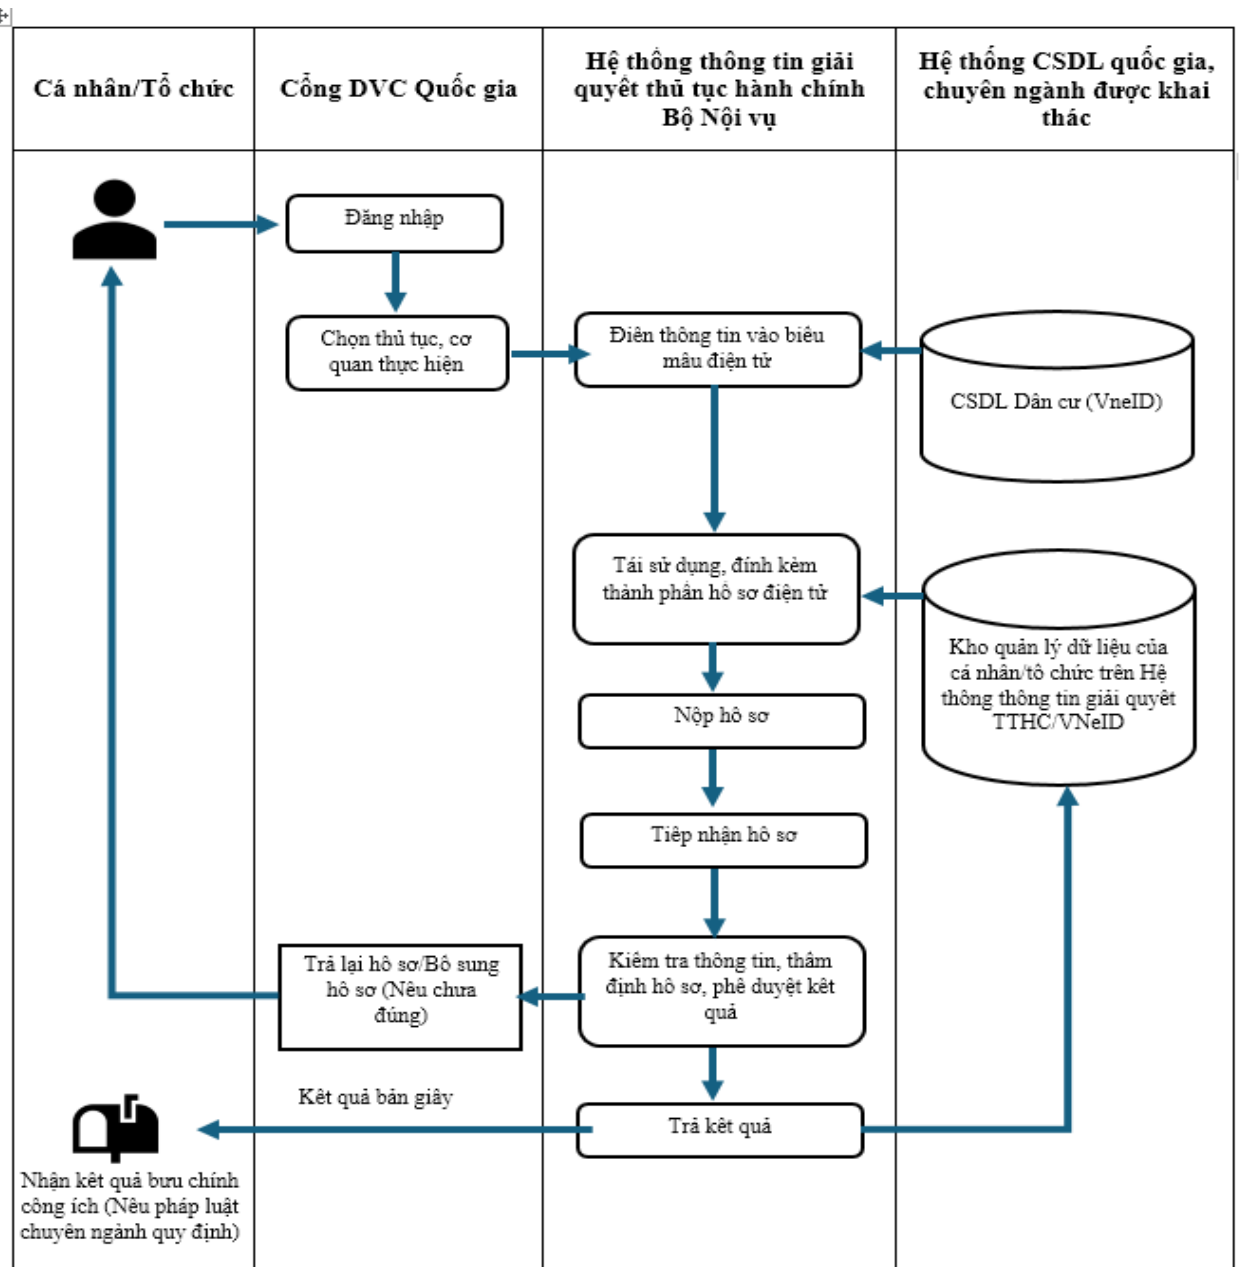 Cá nhân/Tổ chức
Cổng DVC Quốc gia
Hệ thống thông tin giải
quyết thủ tục hành chính
Bộ Nội vụ
Hệ thống CSDL quốc gia,
chuyên ngành được khai
thác
Đăng nhập
Chọn thủ tục, cơ
quan thực hiện
Điền thông tin vào biểu
mẫu điện tử
CSDL Dân cư (VneID)
Tái sử dụng, đính kèm
thành phần hồ sơ điện tử
Kho quản lý dữ liệu của
cá nhân/tổ chức trên Hệ
thống thông tin giải quyết
TTHC/VNeID
Nộp hồ sơ
Tiếp nhận hồ sơ
Trả lại hồ sơ/Bổ sung
hồ sơ (Nếu chưa
đúng)
Kiểm tra thông tin, thẩm
định hồ sơ, phê duyệt kết
quả
Kết quả bản giấy
Trả kết quả
Nhận kết quả bưu chính
công ích (Nếu pháp luật
chuyên ngành quy định)